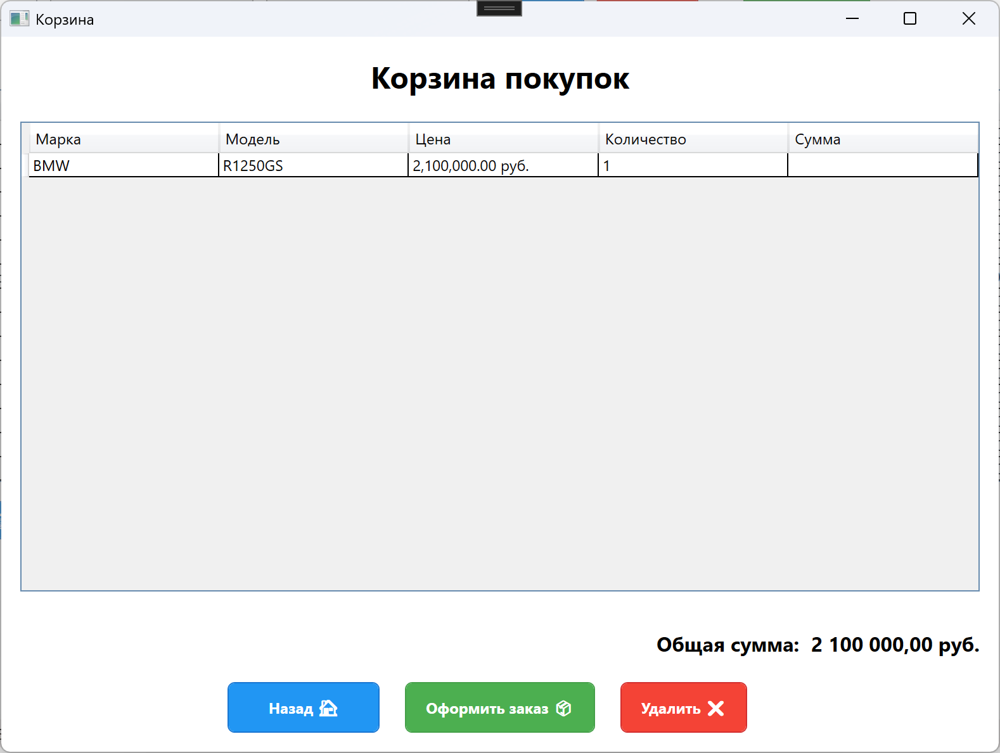 Корзина
Корзина покупок
Марка Модель Цена Количество Сумма
BMW R1250GS 2,100,000.00 руб. 1
Общая сумма: 2 100 000,00 руб.
Назад Оформить заказ Удалить